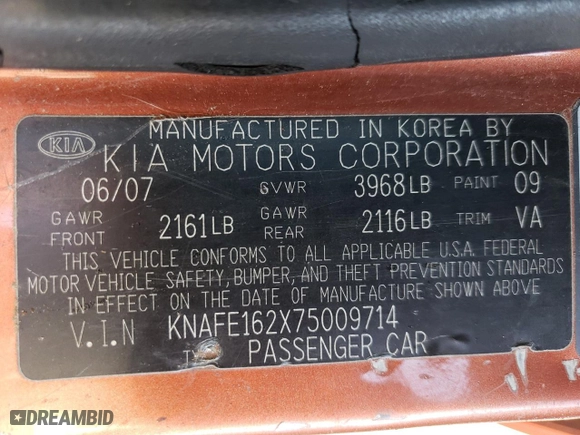 MANUFACTURED IN KOREA BY
KIA KIA MOTORS CORPORATION
06/07 GVWR 3968LB PAINT 09
GAWR FRONT 2161LB GAWR REAR 2116LB TRIM VA
THIS VEHICLE CONFORMS TO ALL APPLICABLE U.S.A. FEDERAL
MOTOR VEHICLE SAFETY, BUMPER, AND THEFT PREVENTION STANDARDS
IN EFFECT ON THE DATE OF MANUFACTURE SHOWN ABOVE
V.I.N KNAFE162X75009714
PASSENGER CAR
DREAMBID